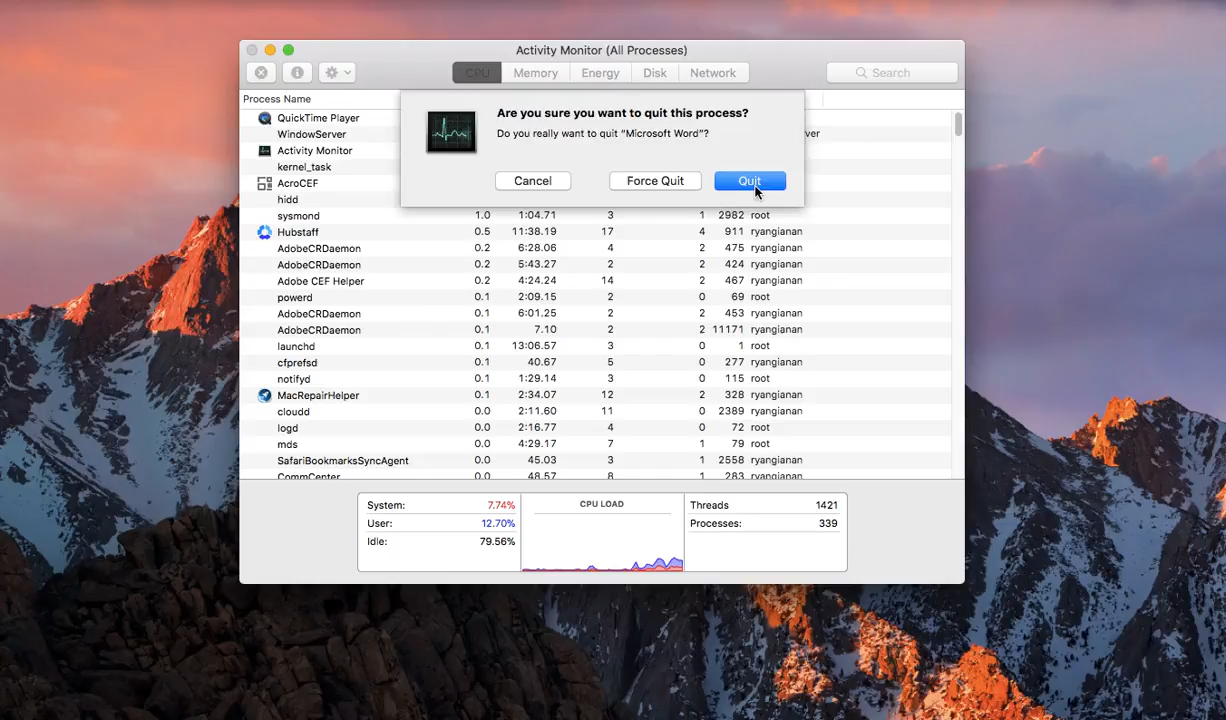 Activity Monitor (All Processes)
CPU Memory Energy Disk Network Search
Process Name
Are you sure you want to quit this process?
Do you really want to quit “Microsoft Word”?
Cancel Force Quit Quit
QuickTime Player
WindowServer ver
Activity Monitor
kernel_task
AcroCEF
hidd
sysmond 1.0 1:04.71 3 1 2982 root
Hubstaff 0.5 11:38.19 17 4 911 ryangianan
AdobeCRDaemon 0.2 6:28.06 4 2 475 ryangianan
AdobeCRDaemon 0.2 5:43.27 2 2 424 ryangianan
Adobe CEF Helper 0.2 4:24.24 14 2 467 ryangianan
powerd 0.1 2:09.15 2 0 69 root
AdobeCRDaemon 0.1 6:01.25 2 2 453 ryangianan
AdobeCRDaemon 0.1 7.10 2 2 11171 ryangianan
launchd 0.1 13:06.57 3 0 1 root
cfprefsd 0.1 40.67 5 0 277 ryangianan
notifyd 0.1 1:29.14 3 0 115 root
MacRepairHelper 0.1 2:34.07 12 2 328 ryangianan
cloudd 0.0 2:11.60 11 0 2389 ryangianan
logd 0.0 2:16.77 4 0 72 root
mds 0.0 4:29.17 7 1 79 root
SafariBookmarksSyncAgent 0.0 45.03 3 1 2558 ryangianan
CommCenter 0.0 48.57 8 1 283 ryangianan
System: 7.74% CPU LOAD Threads 1421
User: 12.70% Processes: 339
Idle: 79.56%